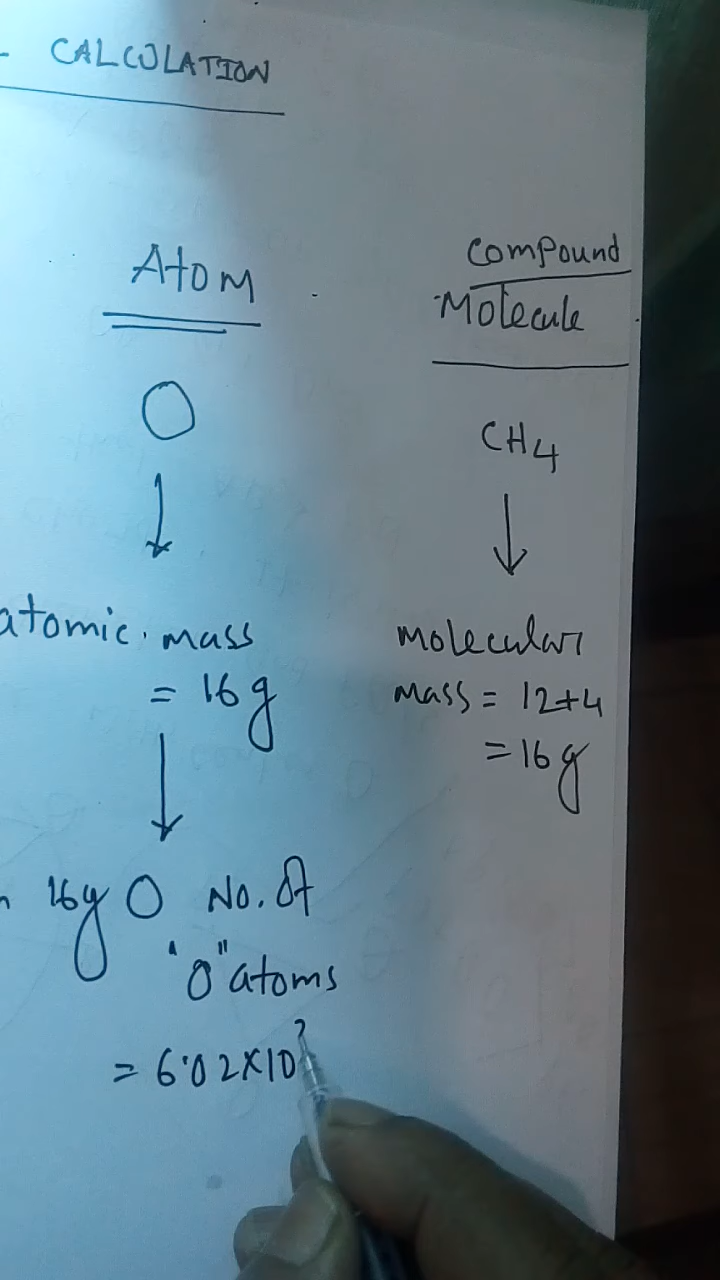 - CALCULATION
Atom
O
atomic. mass
= 16g
n 16g O No. of
"O" atoms
= 6.02×10²
Compound
Molecule
CH4
molecular
mass = 12+4
= 16g